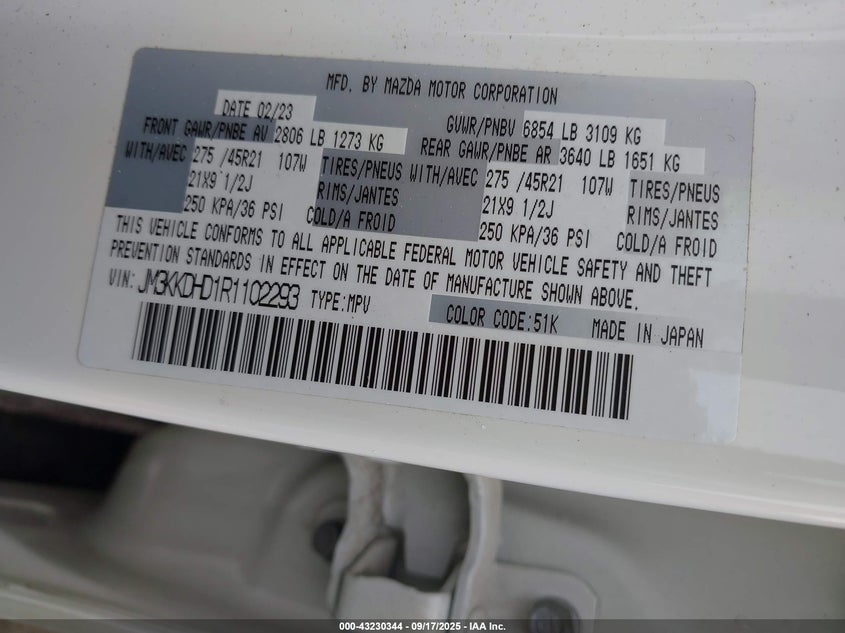 MFD. BY MAZDA MOTOR CORPORATION
DATE 02/23 GVWR/PNBV 6854 LB 3109 KG
FRONT GAWR/PNBE AV 2806 LB 1273 KG REAR GAWR/PNBE AR 3640 LB 1651 KG
WITH/AVEC 275 /45R21 107W TIRES/PNEUS WITH/AVEC 275 /45R21 107W TIRES/PNEUS
21X9 1/2J RIMS/JANTES 21X9 1/2J RIMS/JANTES
250 KPA/36 PSI COLD/A FROID 250 KPA/36 PSI COLD/A FROID
THIS VEHICLE CONFORMS TO ALL APPLICABLE FEDERAL MOTOR VEHICLE SAFETY AND THEFT
PREVENTION STANDARDS IN EFFECT ON THE DATE OF MANUFACTURE SHOWN ABOVE.
VIN: JM3KKDHD1R1102293 TYPE:MPV COLOR CODE:51K MADE IN JAPAN
000-43230344 - 09/17/2025 - IAA Inc.